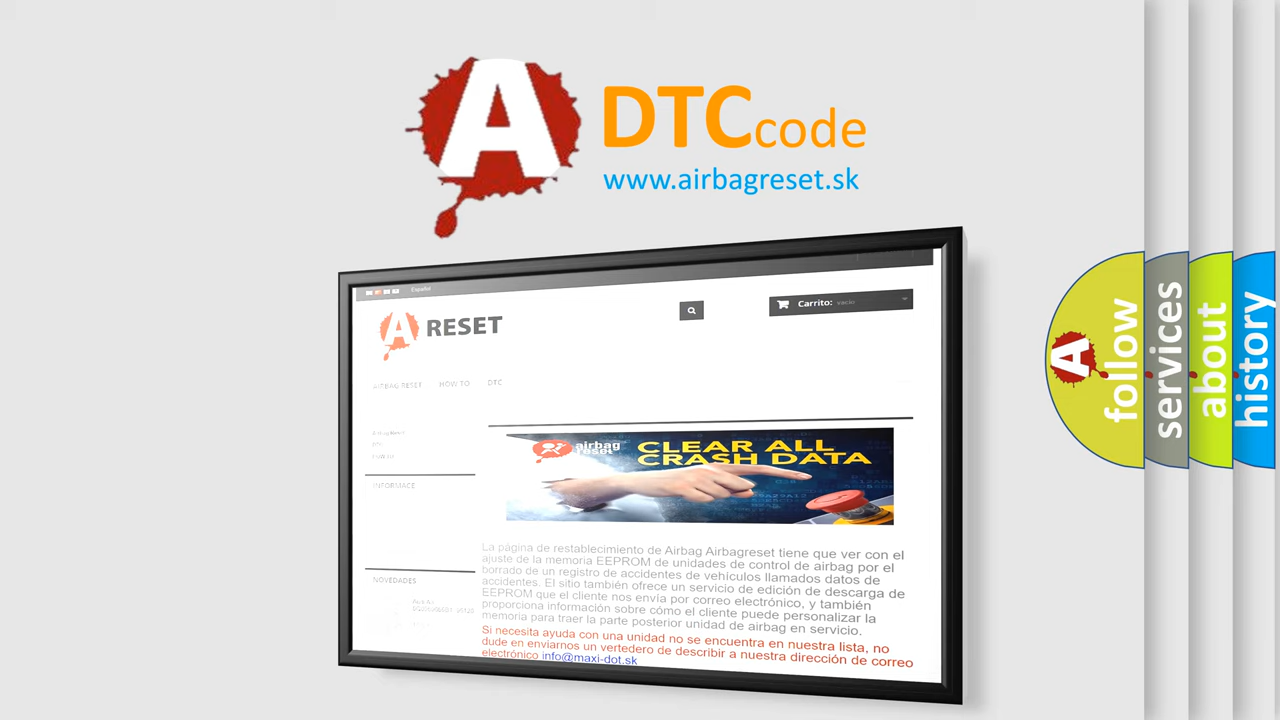 A DTC code
www.airbagreset.sk
Español
A RESET
Carrito: vacío
AIRBAG RESET HOW TO DTC
airbag reset
CLEAR ALL
CRASH DATA
INFORMACE
La página de restablecimiento de Airbag Airbagreset tiene que ver con el
ajuste de la memoria EEPROM de unidades de control de airbag por el
borrado de un registro de accidentes de vehículos llamados datos de
accidentes. El sitio también ofrece un servicio de edición de descarga de
EEPROM que el cliente nos envía por correo electrónico, y también
proporciona información sobre cómo el cliente puede personalizar la
memoria para traer la parte posterior unidad de airbag en servicio.
Si necesita ayuda con una unidad no se encuentra en nuestra lista, no
dude en enviarnos un vertedero de describir a nuestra dirección de correo
electrónico info@maxi-dot.sk
NOVEDADES
A
follow
services
about
history